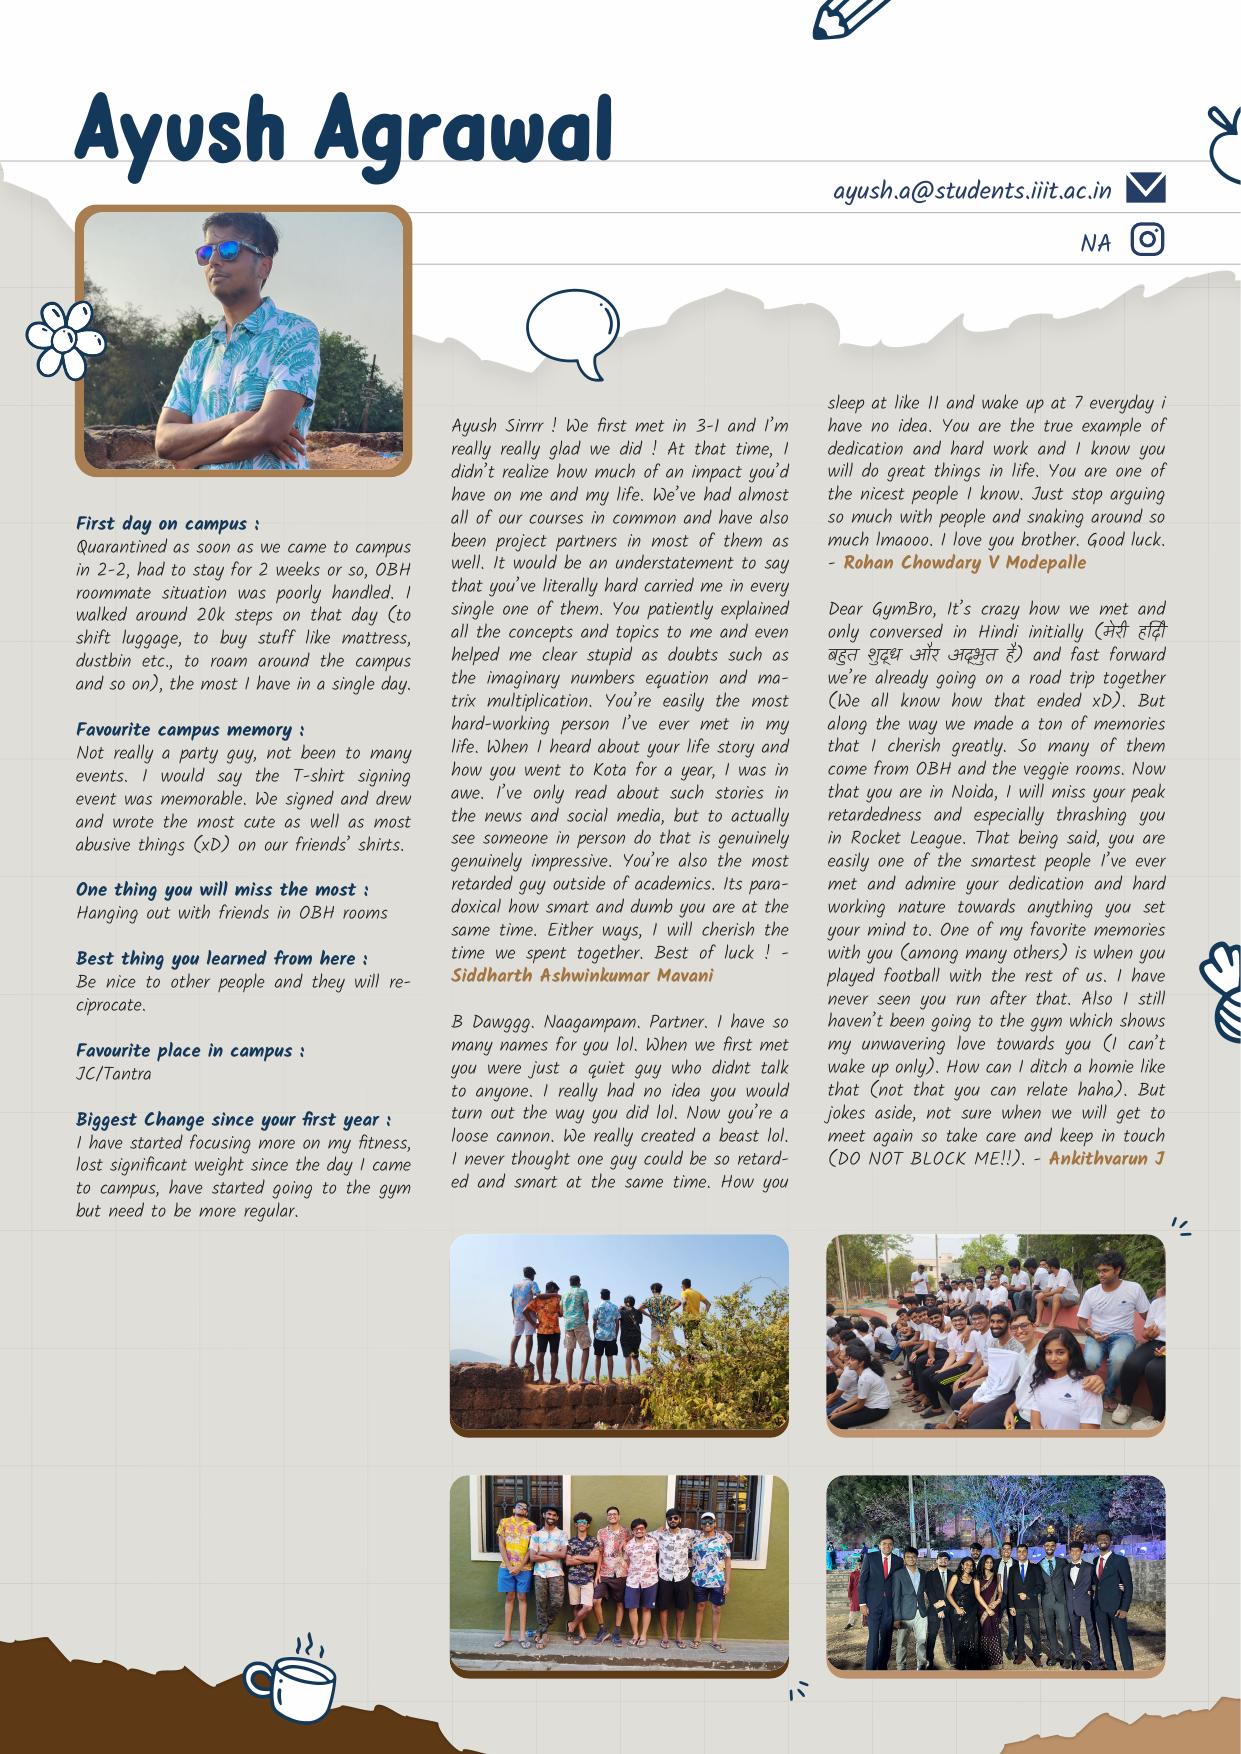 Ayush Agrawal
ayush.a@students.iiit.ac.in
NA
First day on campus :
Quarantined as soon as we came to campus
in 2-2, had to stay for 2 weeks or so, OBH
roommate situation was poorly handled. I
walked around 20k steps on that day (to
shift luggage, to buy stuff like mattress,
dustbin etc., to roam around the campus
and so on), the most I have in a single day.
Favourite campus memory :
Not really a party guy, not been to many
events. I would say the T-shirt signing
event was memorable. We signed and drew
and wrote the most cute as well as most
abusive things (xD) on our friends' shirts.
One thing you will miss the most :
Hanging out with friends in OBH rooms
Best thing you learned from here :
Be nice to other people and they will re-
ciprocate.
Favourite place in campus :
JC/Tantra
Biggest Change since your first year :
I have started focusing more on my fitness,
lost significant weight since the day I came
to campus, have started going to the gym
but need to be more regular.
Ayush Sirrrr ! We first met in 3-1 and I'm
really really glad we did ! At that time, I
didn't realize how much of an impact you'd
have on me and my life. We've had almost
all of our courses in common and have also
been project partners in most of them as
well. It would be an understatement to say
that you've literally hard carried me in every
single one of them. You patiently explained
all the concepts and topics to me and even
helped me clear stupid as doubts such as
the imaginary numbers equation and ma-
trix multiplication. You're easily the most
hard-working person I've ever met in my
life. When I heard about your life story and
how you went to Kota for a year, I was in
awe. I've only read about such stories in
the news and social media, but to actually
see someone in person do that is genuinely
genuinely impressive. You're also the most
retarded guy outside of academics. Its para-
doxical how smart and dumb you are at the
same time. Either ways, I will cherish the
time we spent together. Best of luck ! -
Siddharth Ashwinkumar Mavani
B Dawggg. Naagampam. Partner. I have so
many names for you lol. When we first met
you were just a quiet guy who didnt talk
to anyone. I really had no idea you would
turn out the way you did lol. Now you're a
loose cannon. We really created a beast lol.
I never thought one guy could be so retard-
ed and smart at the same time. How you
sleep at like 11 and wake up at 7 everyday i
have no idea. You are the true example of
dedication and hard work and I know you
will do great things in life. You are one of
the nicest people I know. Just stop arguing
so much with people and snaking around so
much lmaooo. I love you brother. Good luck.
- Rohan Chowdary V Modepalle
Dear GymBro, It's crazy how we met and
only conversed in Hindi initially (मेरी हिंदी
बहुत शुद्ध और अद्भुत है) and fast forward
we're already going on a road trip together
(We all know how that ended xD). But
along the way we made a ton of memories
that I cherish greatly. So many of them
come from OBH and the veggie rooms. Now
that you are in Noida, I will miss your peak
retardedness and especially thrashing you
in Rocket League. That being said, you are
easily one of the smartest people I've ever
met and admire your dedication and hard
working nature towards anything you set
your mind to. One of my favorite memories
with you (among many others) is when you
played football with the rest of us. I have
never seen you run after that. Also I still
haven't been going to the gym which shows
my unwavering love towards you (I can't
wake up only). How can I ditch a homie like
that (not that you can relate haha). But
jokes aside, not sure when we will get to
meet again so take care and keep in touch
(DO NOT BLOCK ME!!). - Ankithvarun J